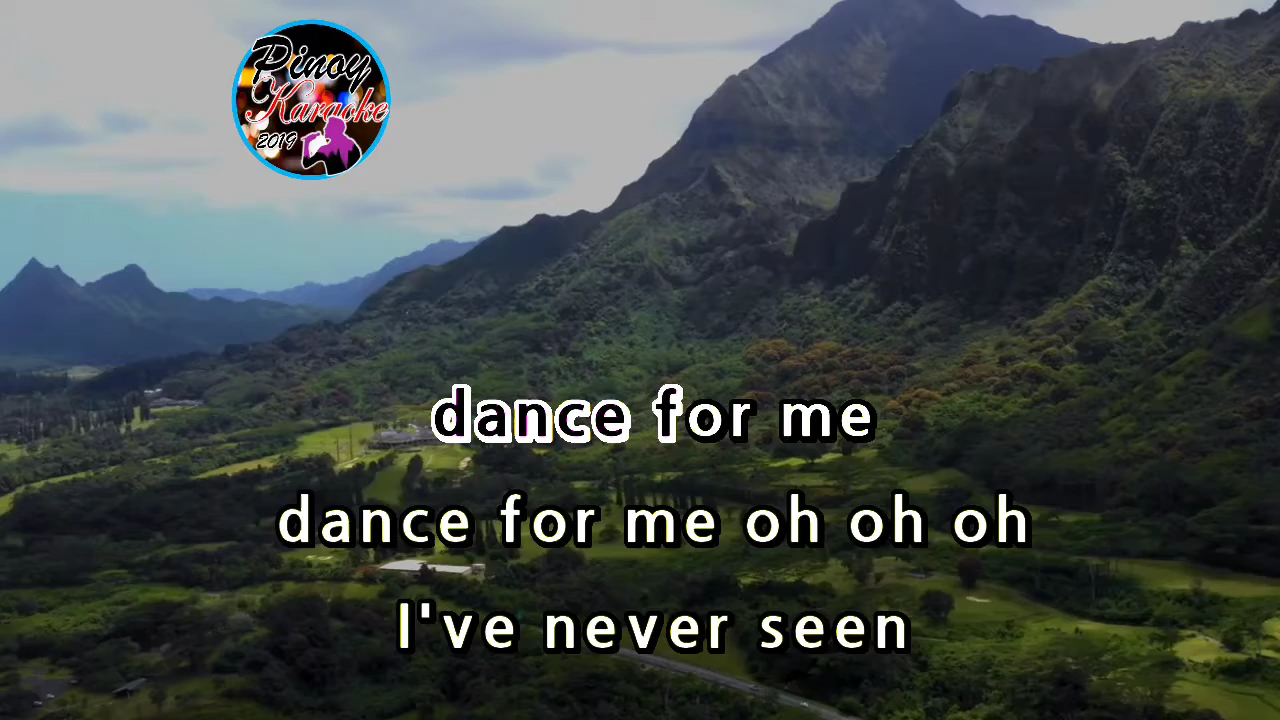 Pinoy
Karaoke
2019
dance for me
dance for me oh oh oh
I've never seen